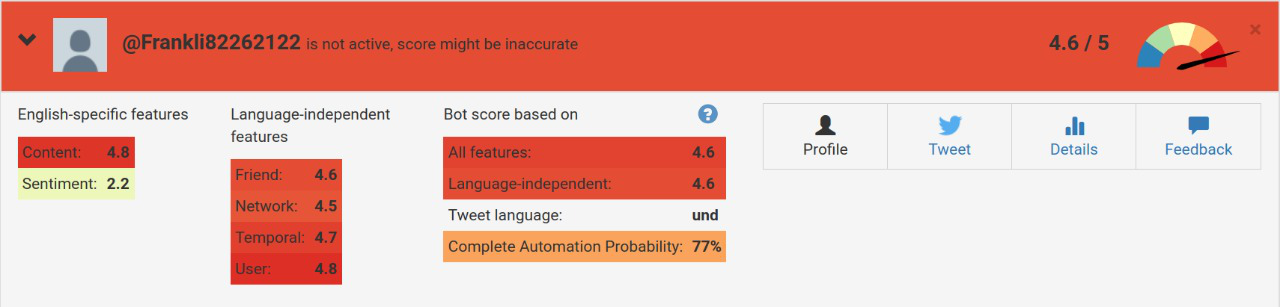 @Frankli82262122 is not active, score might be inaccurate
4.6 / 5
×
English-specific features
Content: 4.8
Sentiment: 2.2
Language-independent
features
Friend: 4.6
Network: 4.5
Temporal: 4.7
User: 4.8
Bot score based on
?
All features: 4.6
Language-independent: 4.6
Tweet language: und
Complete Automation Probability: 77%
Profile
Tweet
Details
Feedback